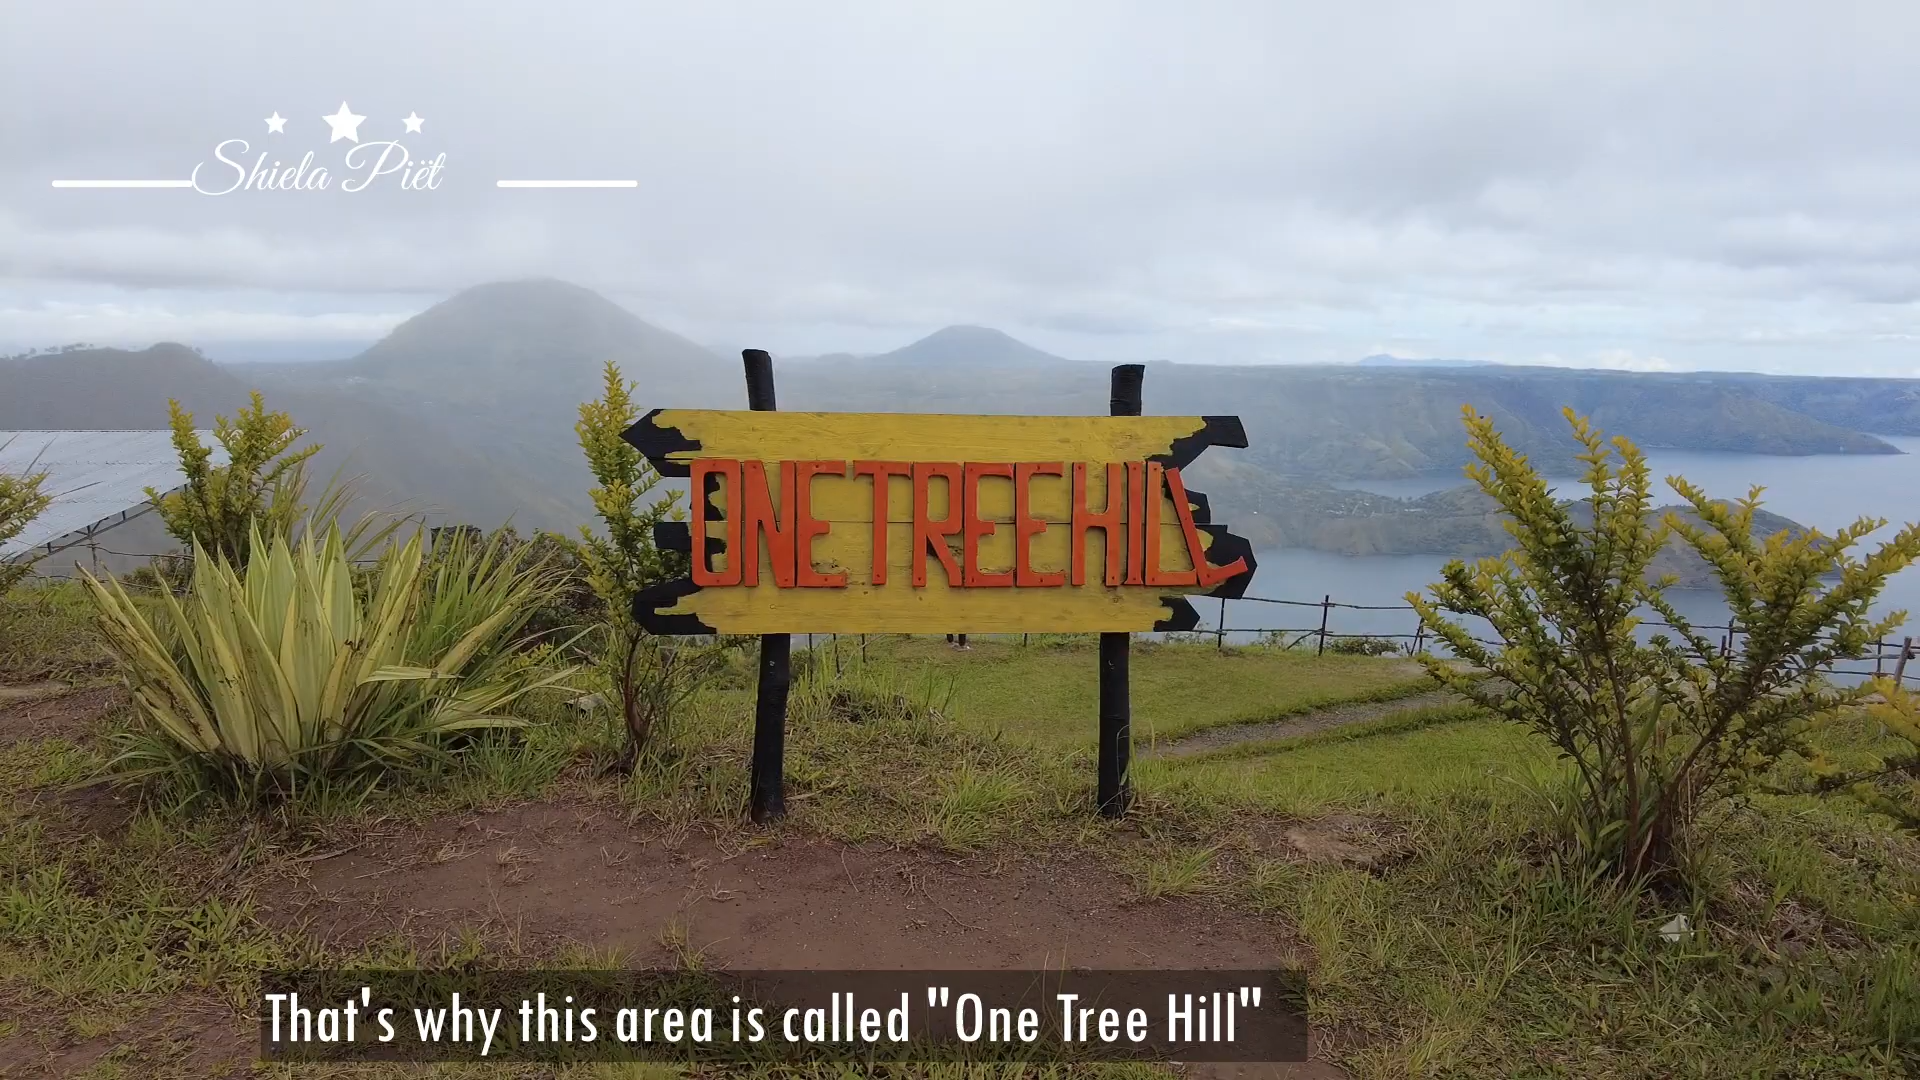 Shiela Piët
ONE TREE HILL
That's why this area is called "One Tree Hill"